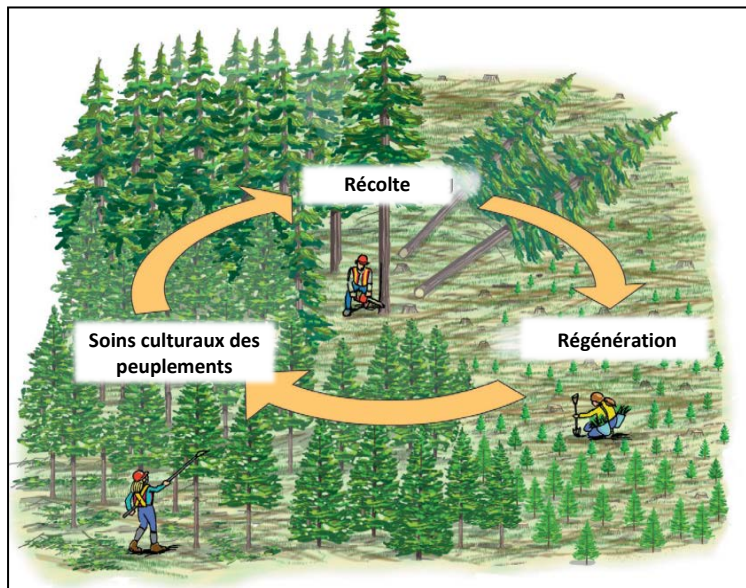 Récolte
Régénération
Soins culturaux des
peuplements